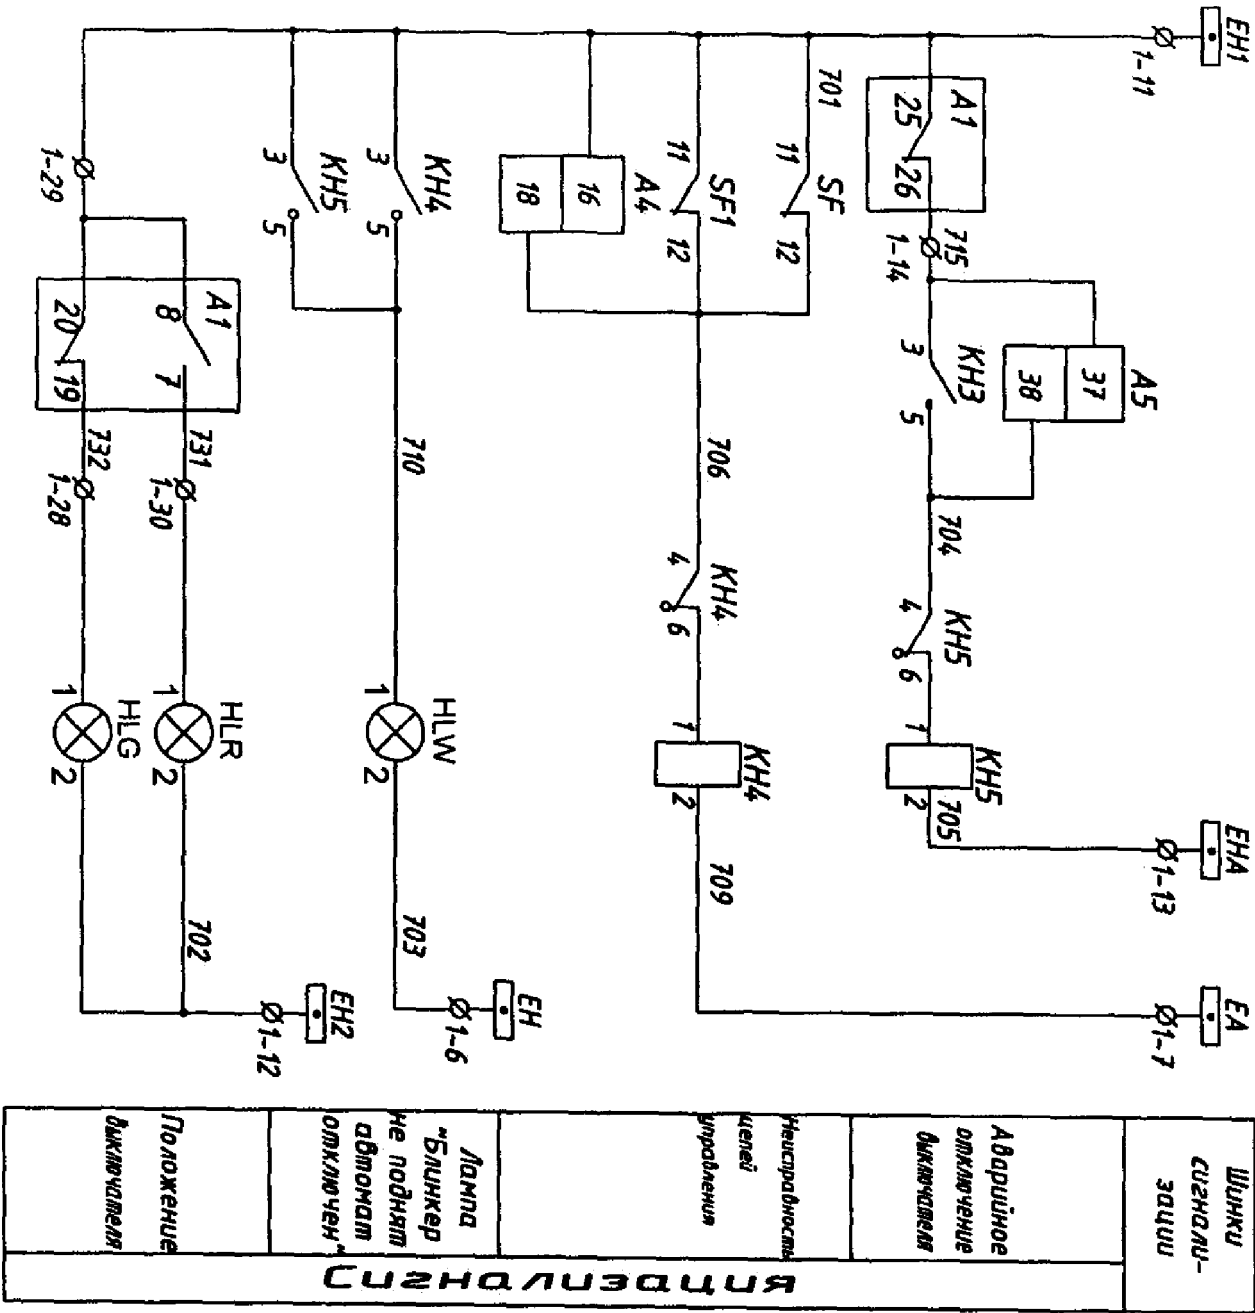 EH1
1-11
EHA
1-13
EA
1-7
Шинки
сигнали-
зации
A1
25
26
715
1-14
3
KH3
5
A5
37
38
704
4
KH5
6
1
KH5
2
705
Аварийное
отключение
выключателя
701
11
SF
12
11
SF1
12
A4
16
18
706
4
KH4
6
1
KH4
2
709
Неисправность
цепей
управления
3
KH4
5
3
KH5
5
710
1
HLW
2
703
EH
1-6
Лампа
"Блинкер
не поднят
автомат
отключен"
1-29
A1
8
7
20
19
731
1-30
732
1-28
1
HLR
2
1
HLG
2
702
EH2
1-12
Положение
выключателя
Сигнализация